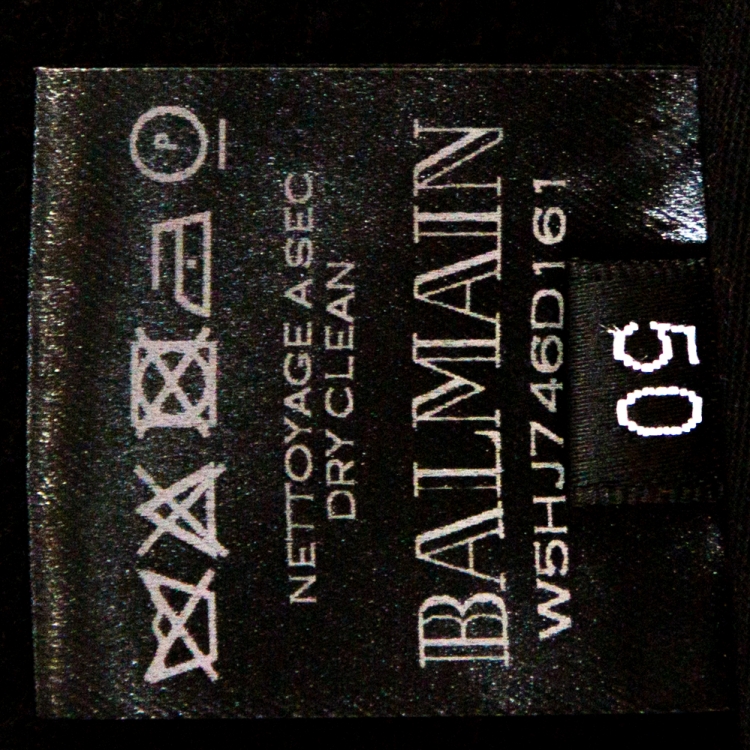 P
NETTOYAGE A SEC
DRY CLEAN
BALMAIN
W5HJ746D161
50